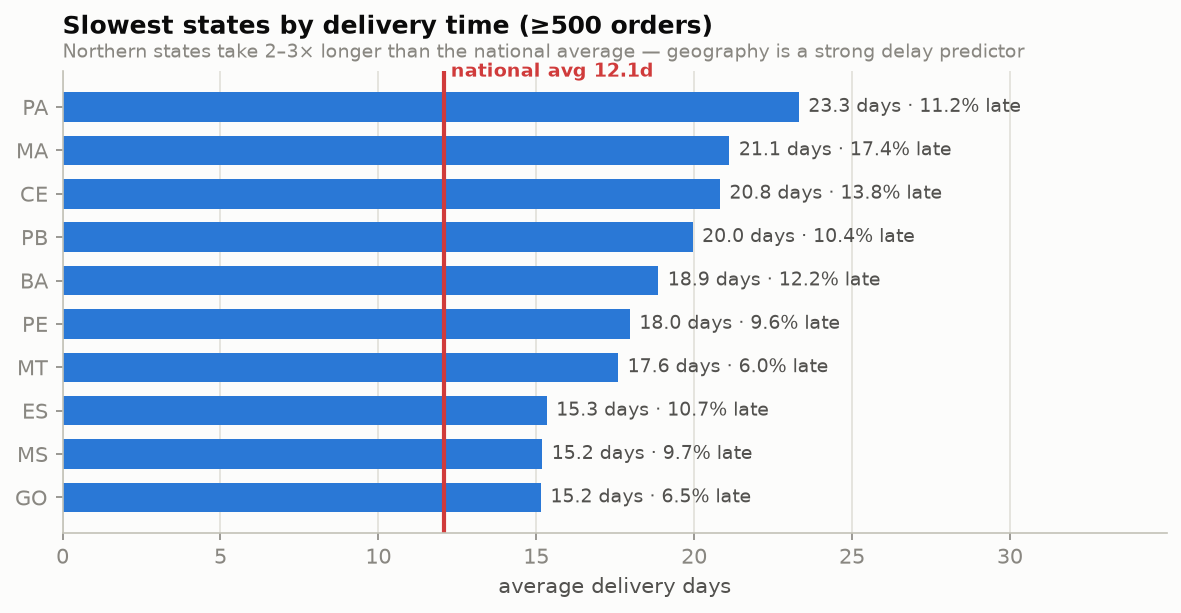 Slowest states by delivery time (≥500 orders)
Northern states take 2–3× longer than the national average — geography is a strong delay predictor
national avg 12.1d
PA 23.3 days · 11.2% late
MA 21.1 days · 17.4% late
CE 20.8 days · 13.8% late
PB 20.0 days · 10.4% late
BA 18.9 days · 12.2% late
PE 18.0 days · 9.6% late
MT 17.6 days · 6.0% late
ES 15.3 days · 10.7% late
MS 15.2 days · 9.7% late
GO 15.2 days · 6.5% late
0 5 10 15 20 25 30
average delivery days